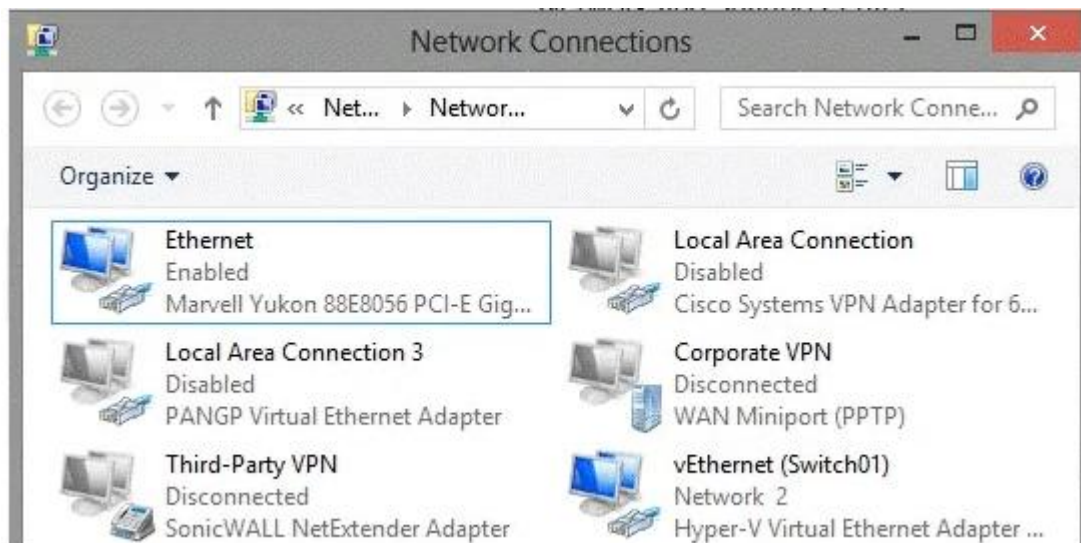 Network Connections
« Net... Networ...
Search Network Conne...
Organize
Ethernet
Enabled
Marvell Yukon 88E8056 PCI-E Gig...
Local Area Connection
Disabled
Cisco Systems VPN Adapter for 6...
Local Area Connection 3
Disabled
PANGP Virtual Ethernet Adapter
Corporate VPN
Disconnected
WAN Miniport (PPTP)
Third-Party VPN
Disconnected
SonicWALL NetExtender Adapter
vEthernet (Switch01)
Network 2
Hyper-V Virtual Ethernet Adapter ...